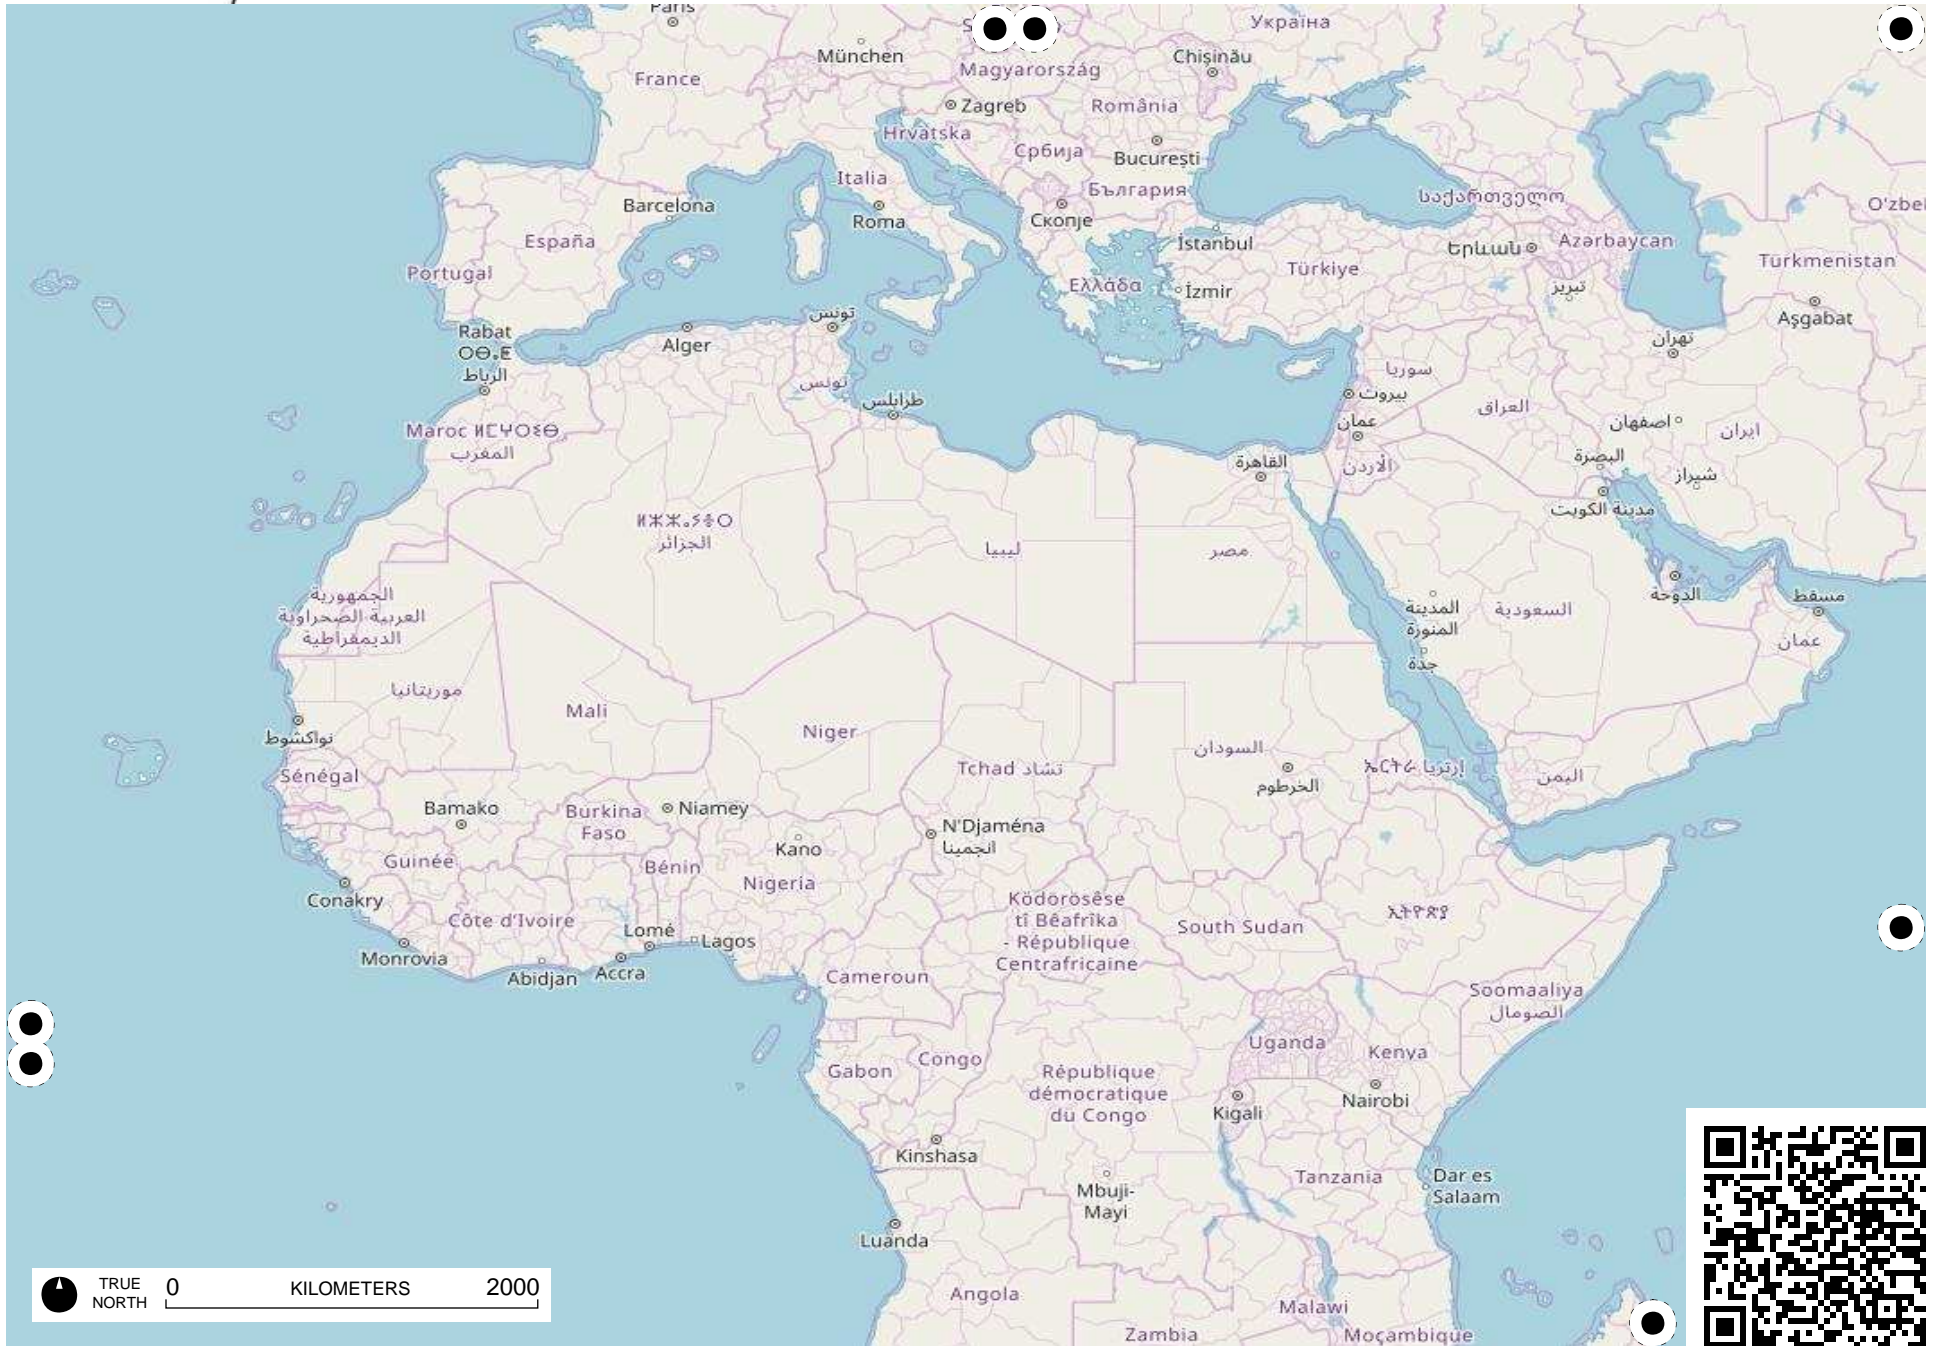 Paris
Україна
München
Chișinău
Magyarország
France
Zagreb
România
Hrvatska
Србија
București
Italia
България
საქართველო
Barcelona
Roma
Скопје
O'zbe
España
İstanbul
Երևան
Azərbaycan
Portugal
Türkiye
Türkmenistan
Ελλάδα
İzmir
تبریز
تونس
Aşgabat
Rabat
ⵔⴱⴰⵟ
الرباط
Alger
تهران
سوريا
تونس
بيروت
طرابلس
العراق
عمان
اصفهان
ایران
Maroc ⵍⵎⵖⵔⵉⴱ
المغرب
القاهرة
الأردن
البصرة
شیراز
مدينة الكويت
ⵍⵣⵣⴰⵢⴻⵔ
الجزائر
ليبيا
مصر
الجمهورية
العربية الصحراوية
الديمقراطية
الدوحة
مسقط
المدينة
المنورة
السعودية
عمان
جدة
موريتانيا
Mali
Niger
نواكشوط
السودان
Sénégal
Tchad تشاد
ኤርትራ إرتريا
اليمن
الخرطوم
Bamako
Burkina
Faso
Niamey
N'Djaména
انجمينا
Kano
Guinée
Bénin
Nigeria
Conakry
Ködörösêse
tî Bêafrîka
- République
Centrafricaine
ኢትዮጵያ
Côte d'Ivoire
South Sudan
Lomé
Lagos
Monrovia
Abidjan
Accra
Cameroun
Soomaaliya
الصومال
Uganda
Kenya
Congo
Gabon
République
démocratique
du Congo
Nairobi
Kigali
Kinshasa
Tanzania
Dar es
Salaam
Mbuji-
Mayi
Luanda
TRUE
NORTH
0 KILOMETERS 2000
Angola
Malawi
Zambia
Moçambique